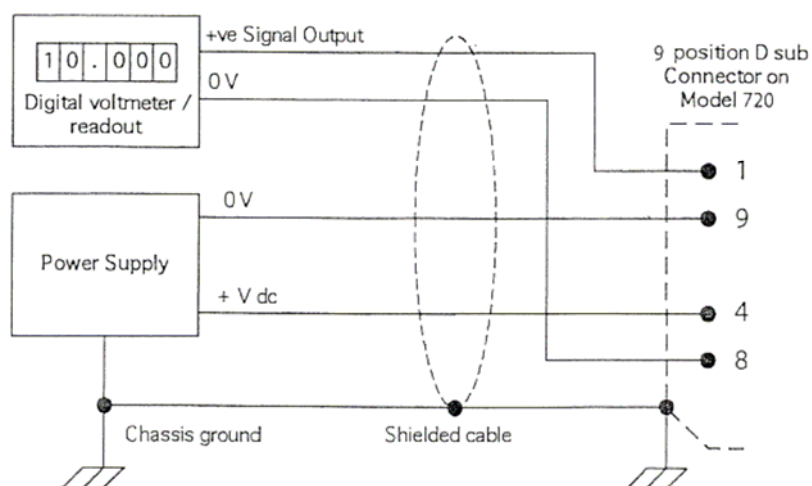 +ve Signal Output
10.000
0 V
Digital voltmeter /
readout
9 position D sub
Connector on
Model 720
1
0 V
9
Power Supply
+ V dc
4
8
Chassis ground
Shielded cable